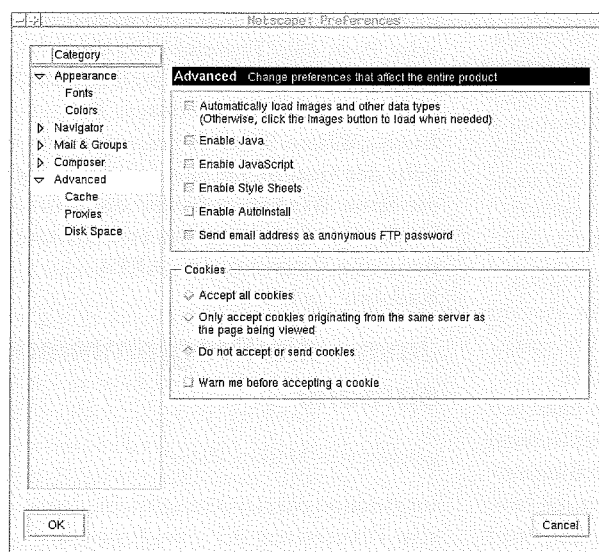 Netscape: Preferences
Category
Appearance
Fonts
Colors
Navigator
Mail & Groups
Composer
Advanced
Cache
Proxies
Disk Space
Advanced Change preferences that affect the entire product
Automatically load images and other data types
(Otherwise, click the Images button to load when needed)
Enable Java
Enable JavaScript
Enable Style Sheets
Enable AutoInstall
Send email address as anonymous FTP password
Cookies
Accept all cookies
Only accept cookies originating from the same server as
the page being viewed
Do not accept or send cookies
Warn me before accepting a cookie
OK
Cancel